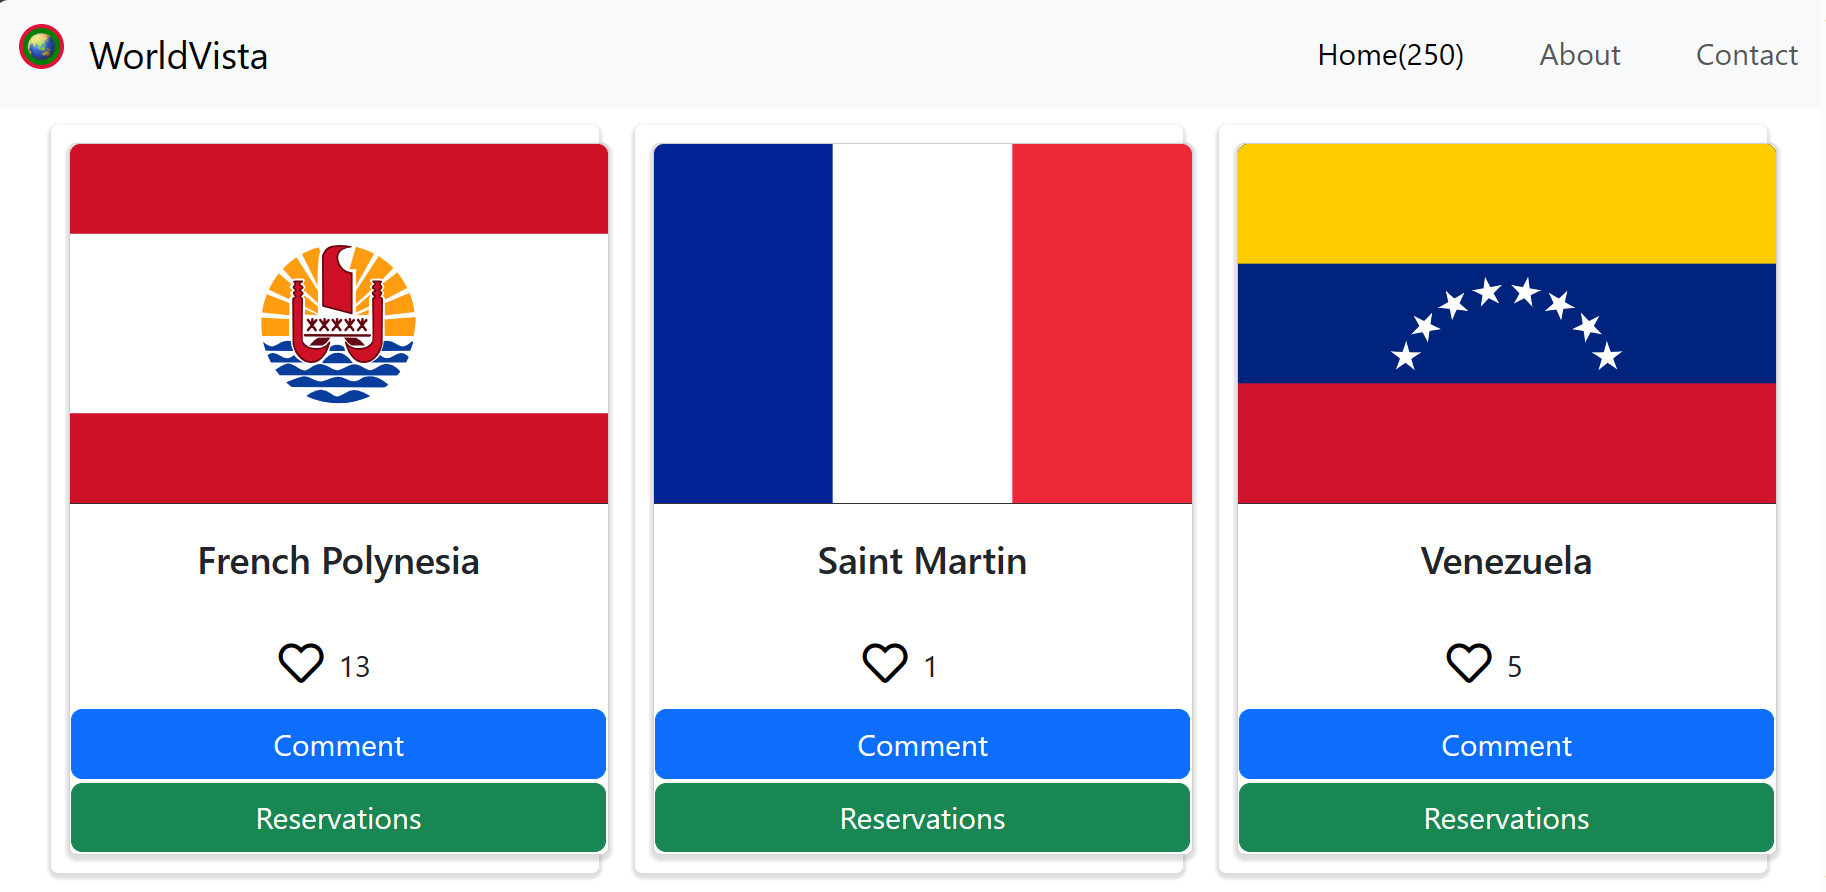 WorldVista
Home(250) About Contact
French Polynesia
13
Comment
Reservations
Saint Martin
1
Comment
Reservations
Venezuela
5
Comment
Reservations